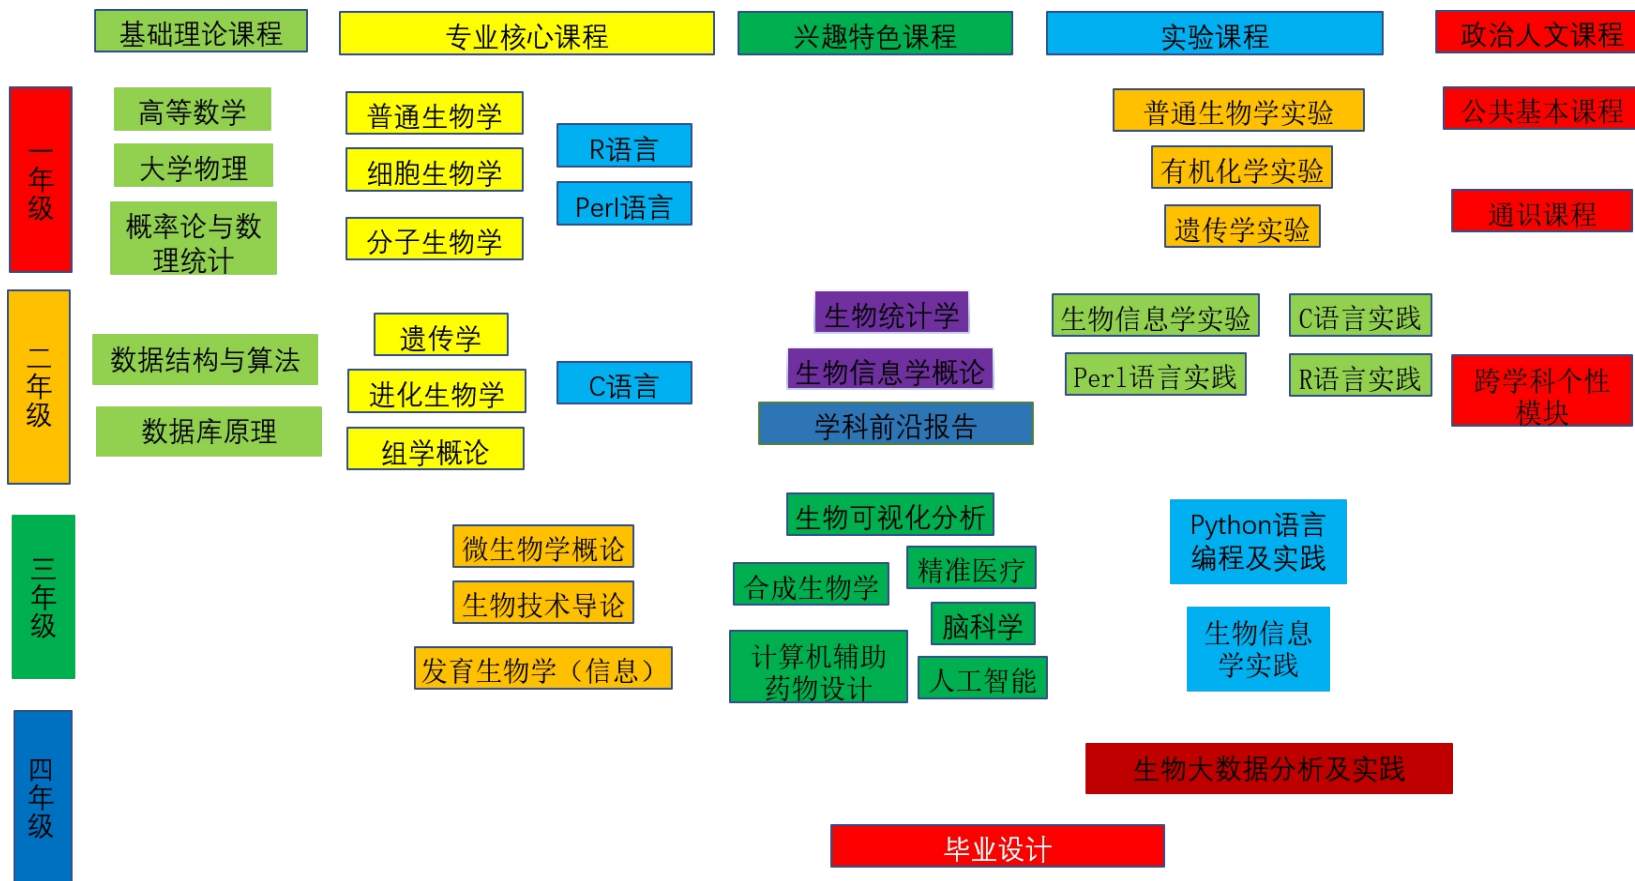 基础理论课程
专业核心课程
兴趣特色课程
实验课程
政治人文课程
一年级
高等数学
大学物理
概率论与数
理统计
普通生物学
细胞生物学
分子生物学
R语言
Perl语言
普通生物学实验
有机化学实验
遗传学实验
公共基本课程
通识课程
二年级
数据结构与算法
数据库原理
遗传学
进化生物学
组学概论
C语言
生物统计学
生物信息学概论
学科前沿报告
生物信息学实验
C语言实践
Perl语言实践
R语言实践
跨学科个性
模块
三年级
微生物学概论
生物技术导论
发育生物学（信息）
生物可视化分析
精准医疗
合成生物学
脑科学
计算机辅助
药物设计
人工智能
Python语言
编程及实践
生物信息
学实践
四年级
生物大数据分析及实践
毕业设计